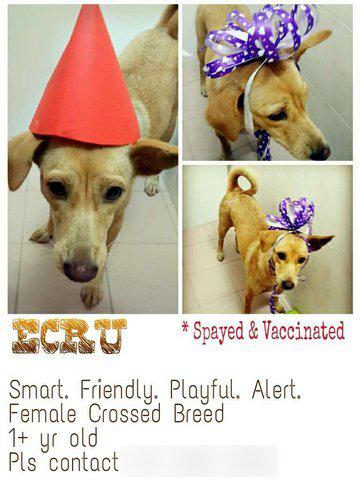 ECRU
* Spayed & Vaccinated
Smart. Friendly. Playful. Alert.
Female Crossed Breed
1+ yr old
Pls contact